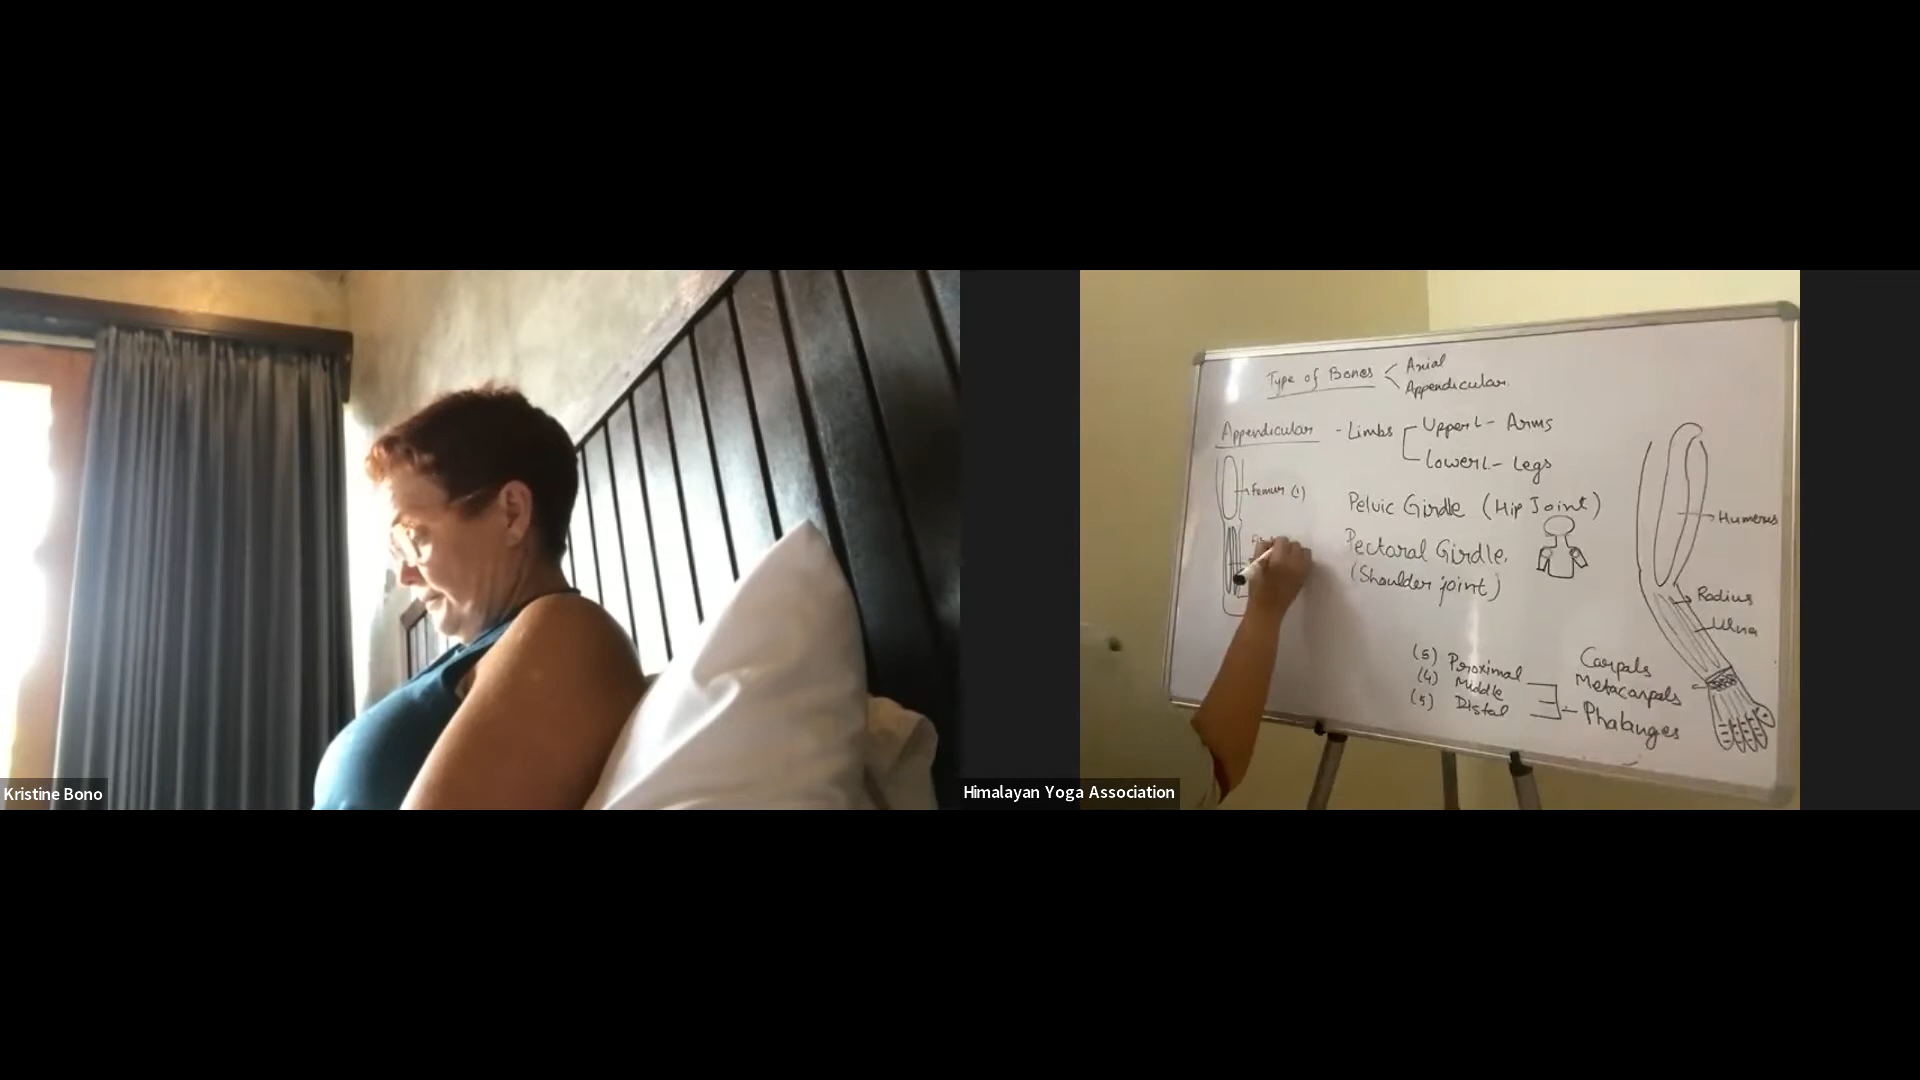 Type of Bones < Axial
Appendicular.
Appendicular - Limbs Upper L - Arms
Lower L. - Legs
Femur (1)
Pelvic Girdle (Hip Joint)
Pectoral Girdle.
(Shoulder joint)
Humerus
Radius
Ulna
(5) Proximal
(4) Middle
(5) Distal
Carpals
Metacarpals
Phalanges
Kristine Bono
Himalayan Yoga Association